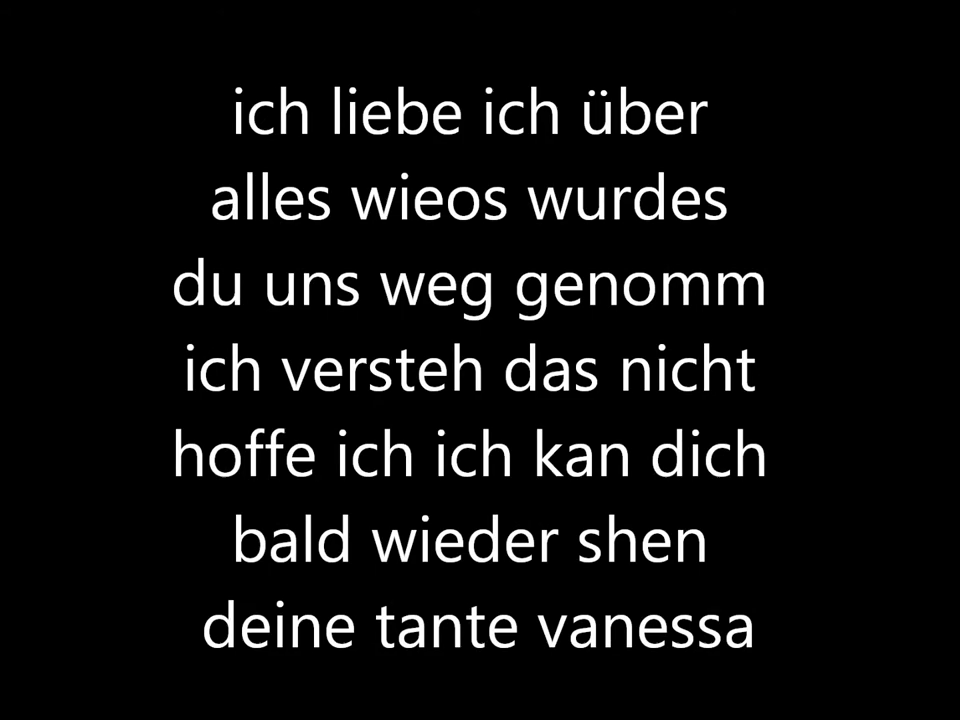 ich liebe ich über
alles wieos wurdes
du uns weg genomm
ich versteh das nicht
hoffe ich ich kan dich
bald wieder shen
deine tante vanessa